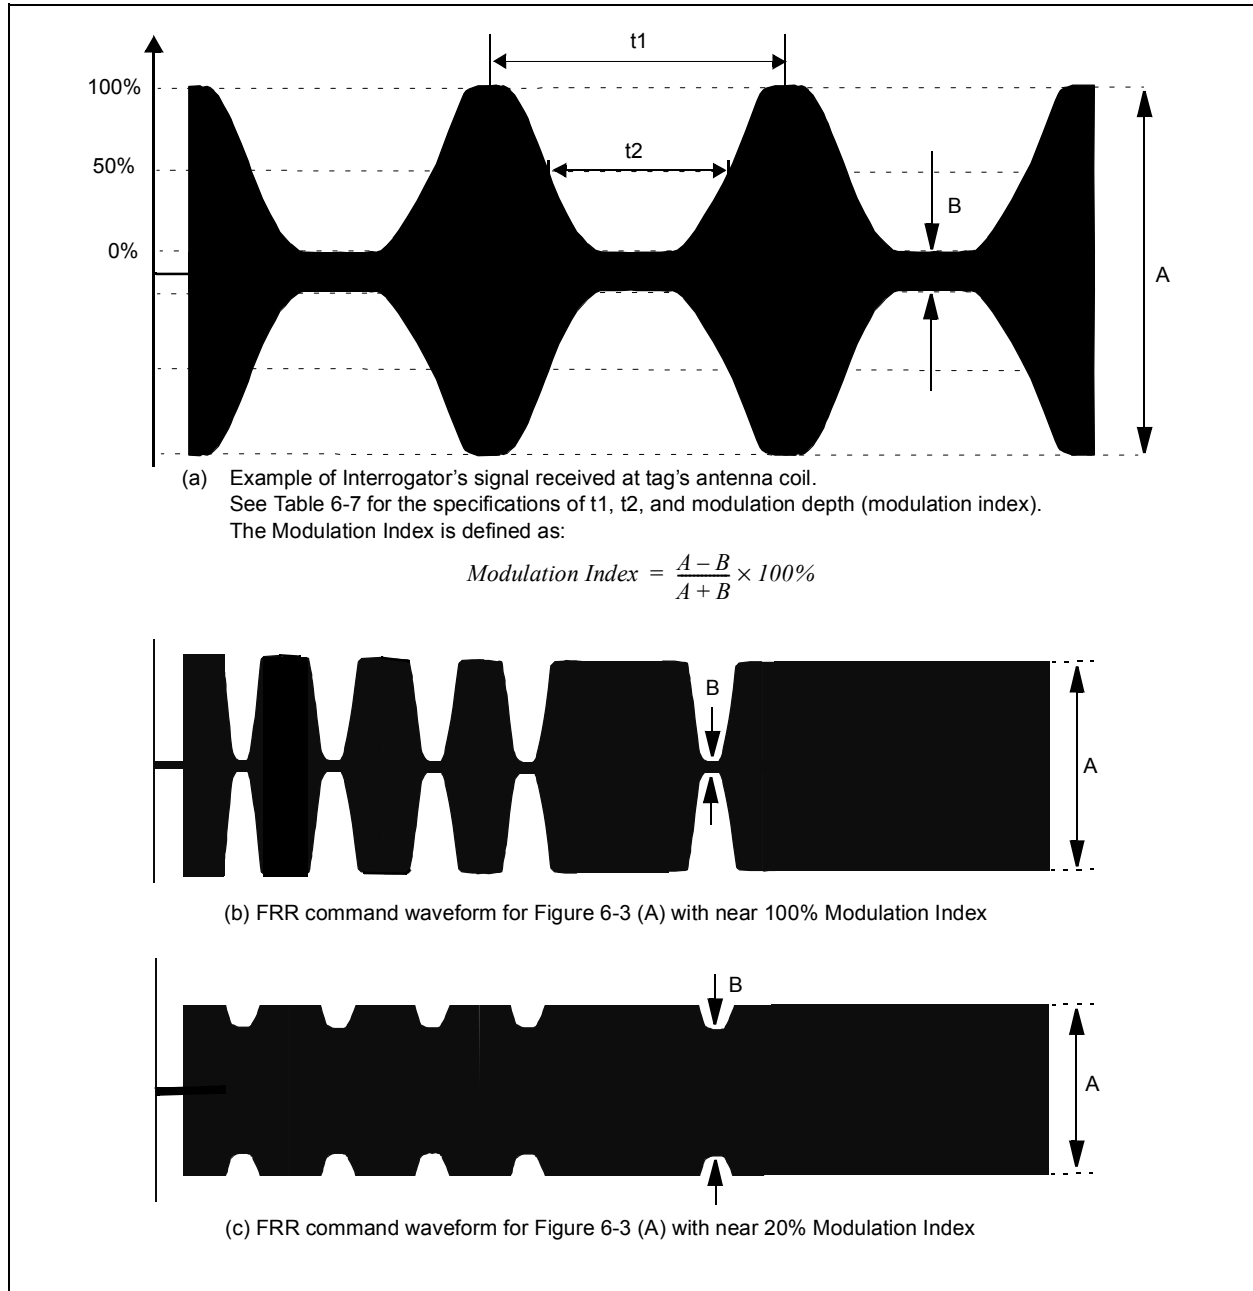 t1
100%
t2
50%
B
0%
A
(a) Example of Interrogator's signal received at tag's antenna coil.
See Table 6-7 for the specifications of t1, t2, and modulation depth (modulation index).
The Modulation Index is defined as:
Modulation Index = A – B / A + B × 100%
B
A
(b) FRR command waveform for Figure 6-3 (A) with near 100% Modulation Index
B
A
(c) FRR command waveform for Figure 6-3 (A) with near 20% Modulation Index